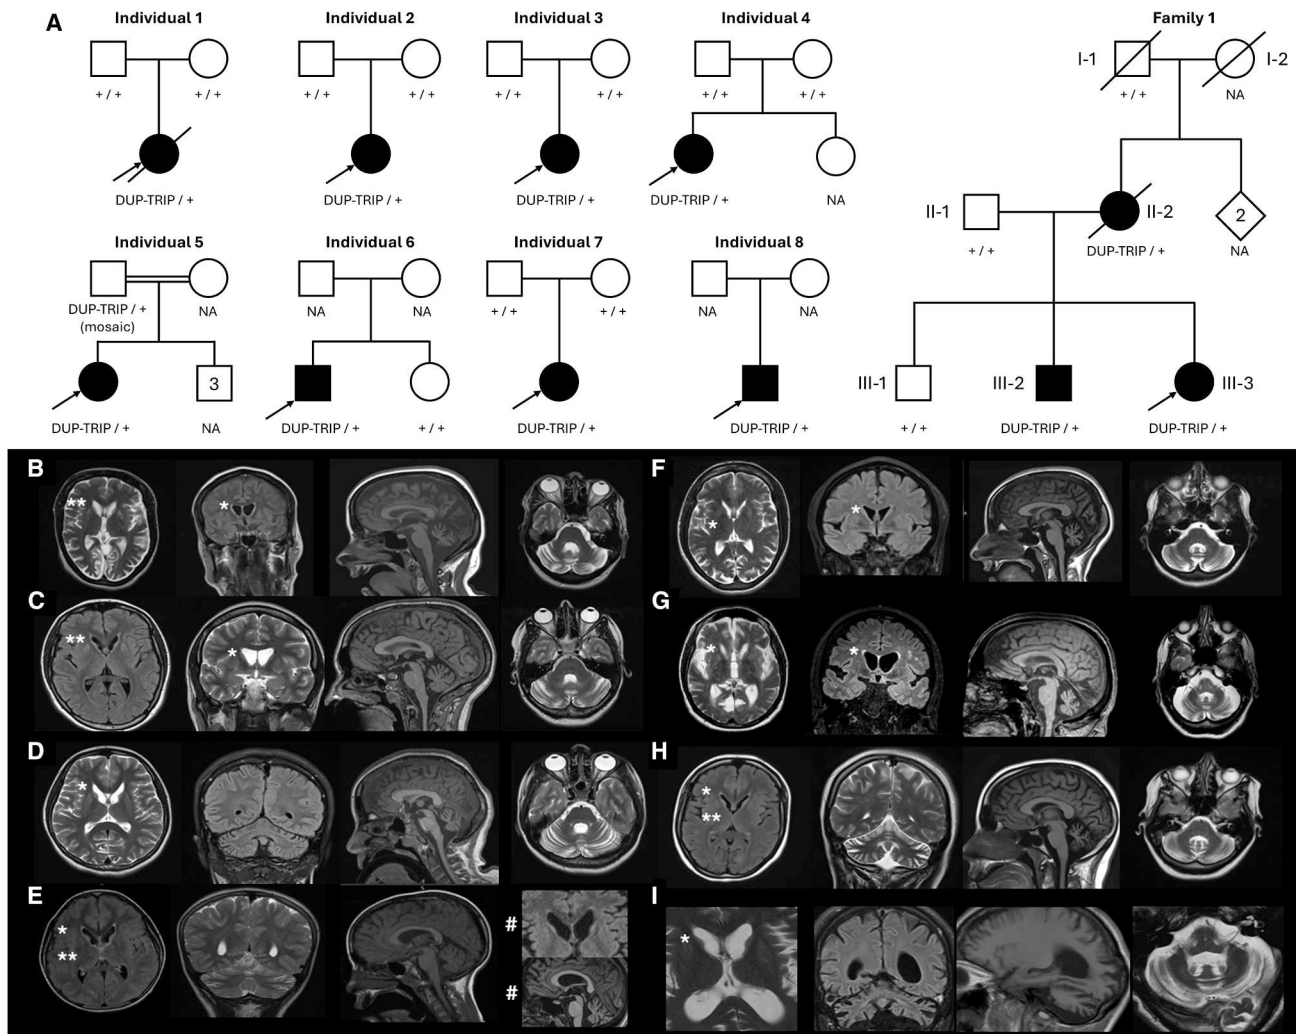 A
Individual 1
Individual 2
Individual 3
Individual 4
Family 1
I-1
I-2
+ / +
+ / +
+ / +
+ / +
+ / +
+ / +
+ / +
+ / +
+ / +
NA
DUP-TRIP / +
DUP-TRIP / +
DUP-TRIP / +
DUP-TRIP / +
NA
II-1
II-2
2
+ / +
DUP-TRIP / +
NA
Individual 5
Individual 6
Individual 7
Individual 8
DUP-TRIP / +
(mosaic)
NA
NA
NA
+ / +
+ / +
NA
NA
3
III-1
III-2
III-3
DUP-TRIP / +
NA
DUP-TRIP / +
+ / +
DUP-TRIP / +
DUP-TRIP / +
+ / +
DUP-TRIP / +
DUP-TRIP / +
B
**
*
F
*
*
C
**
*
G
*
*
D
*
H
*
**
E
*
**
#
#
I
*